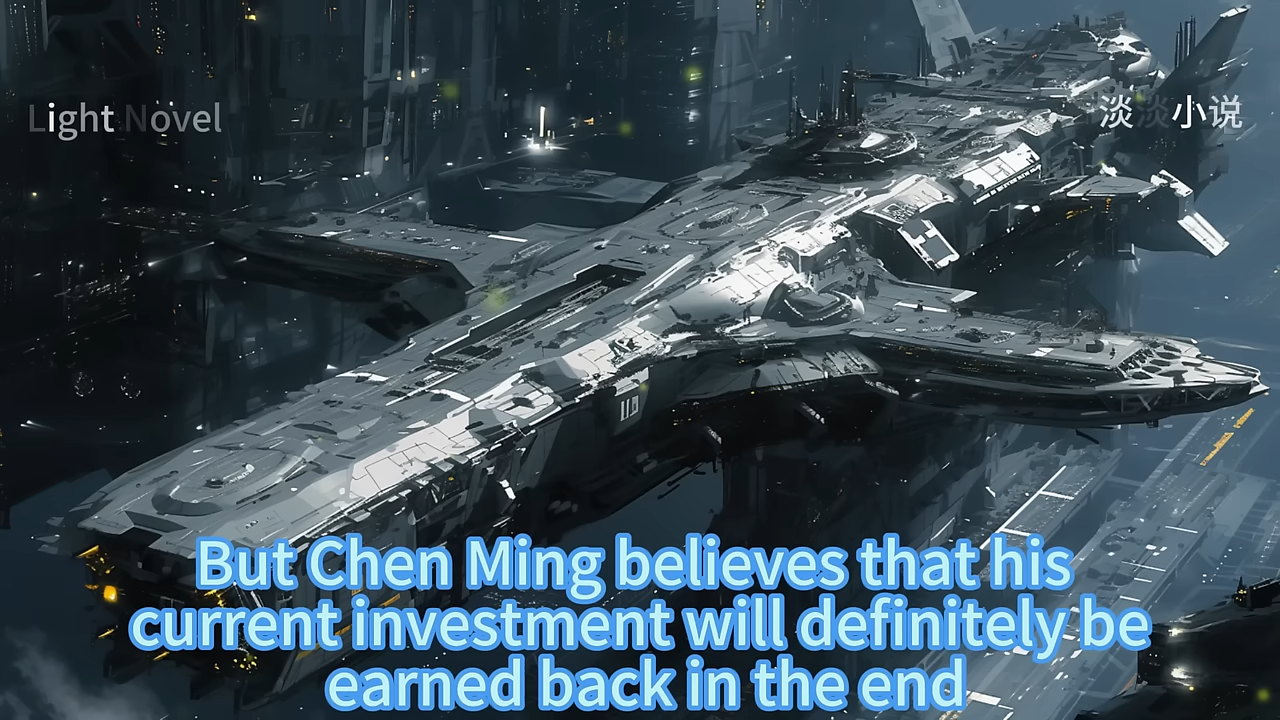 Light Novel
淡淡小说
But Chen Ming believes that his
current investment will definitely be
earned back in the end